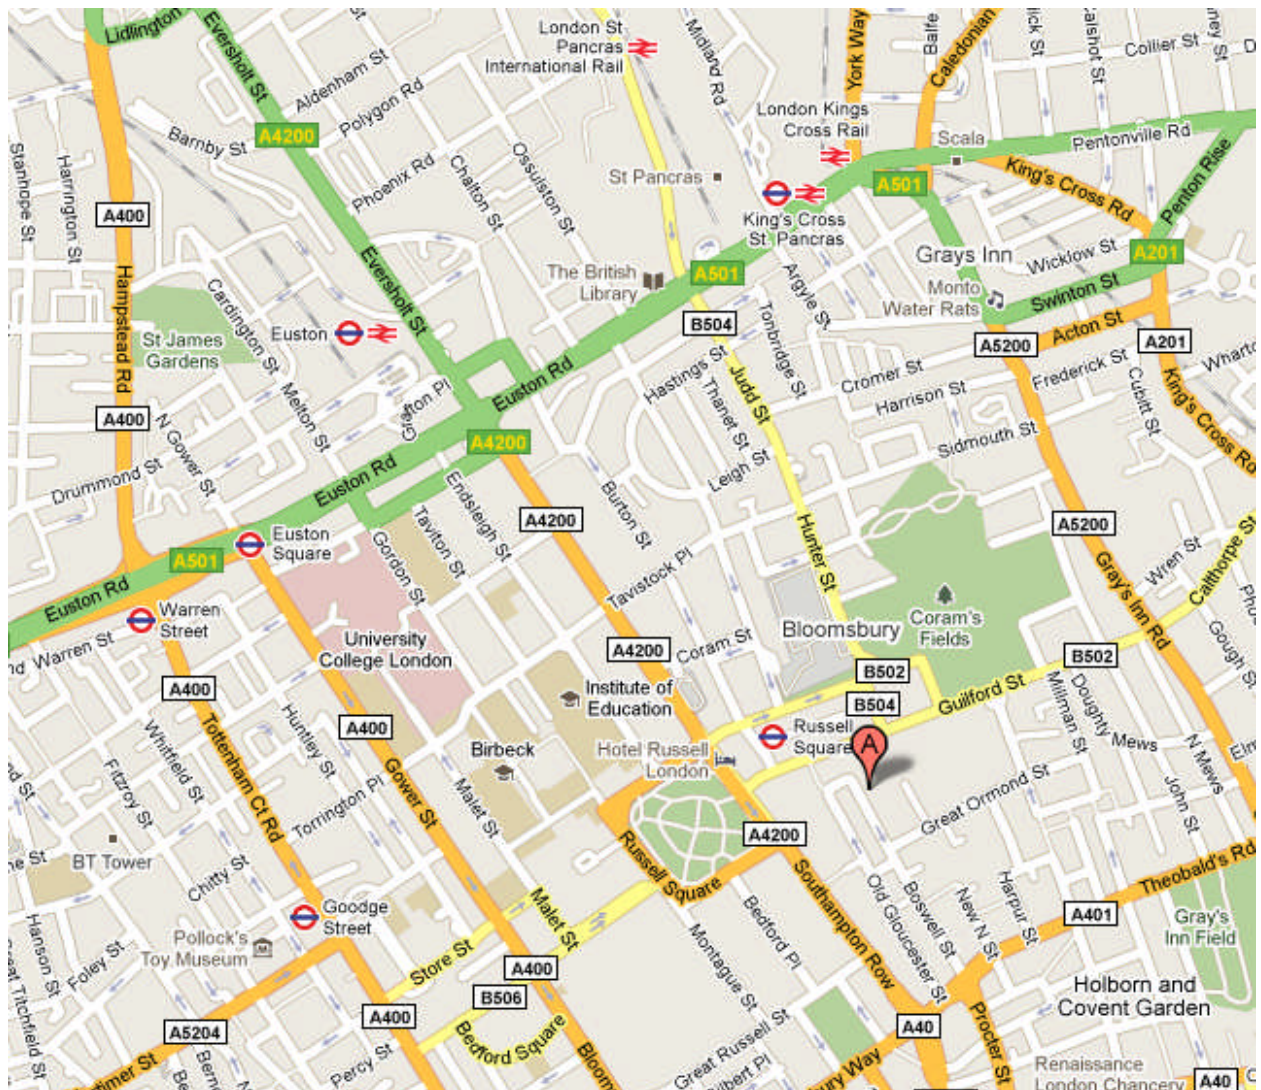 Lidlington
Eversholt St
London St
Pancras
International Rail
Midland Rd
York Way
Balfe
Caledonian
Collier St
Aldenham St
Polygon Rd
London Kings
Cross Rail
Barnby St
A4200
Scala
Pentonville Rd
Stanhope St
Harrington St
Phoenix Rd
Chalton St
Ossulston St
St Pancras
A501
King's Cross Rd
Penton Rise
A400
King's Cross
St. Pancras
Grays Inn
Wicklow St
A201
Eversholt St
The British
Library
A501
Argyle St
Monto
Water Rats
Swinton St
Hampstead Rd
Cardington St
Euston
St James
Gardens
B504
Tonbridge St
A5200
Acton St
A201
Wharto
Euston Rd
Hastings St
Judd St
Cromer St
Frederick St
Harrison St
Cubitt St
King's Cross Rd
Melton St
Grafton Pl
Thanet St
A400
N Gower St
A4200
Sidmouth St
Drummond St
Euston Rd
Leigh St
Endsleigh St
Burton St
A4200
Hunter St
A5200
Calthorpe St
Euston
Square
A501
Taviton St
Gordon St
Tavistock Pl
Gray's Inn Rd
Wren St
Euston Rd
Warren
Street
Warren St
University
College London
Coram St
Bloomsbury
Coram's
Fields
Gough St
A4200
B502
B502
A400
Institute of
Education
B504
Guilford St
Millman St
Doughty Mews
A400
Tottenham Ct Rd
Whitfield St
Huntley St
Birbeck
Hotel Russell
London
Russell
Square
A
N Mews
Fitzroy St
Gower St
Torrington Pl
Malet St
Great Ormond St
John St
BT Tower
Chitty St
A4200
Russell Square
Southampton Row
Theobald's Rd
Old Gloucester St
Boswell St
New N St
Harpur St
Goodge
Street
Malet St
Bedford Pl
A401
Gray's
Inn Field
Hanson St
Foley St
Pollock's
Toy Museum
Store St
Montague St
A400
B506
Holborn and
Covent Garden
Titchfield St
A5204
A400
Bedford Square
A40
Procter St
Percy St
Great Russell St
Renaissance
London Chancery
A40